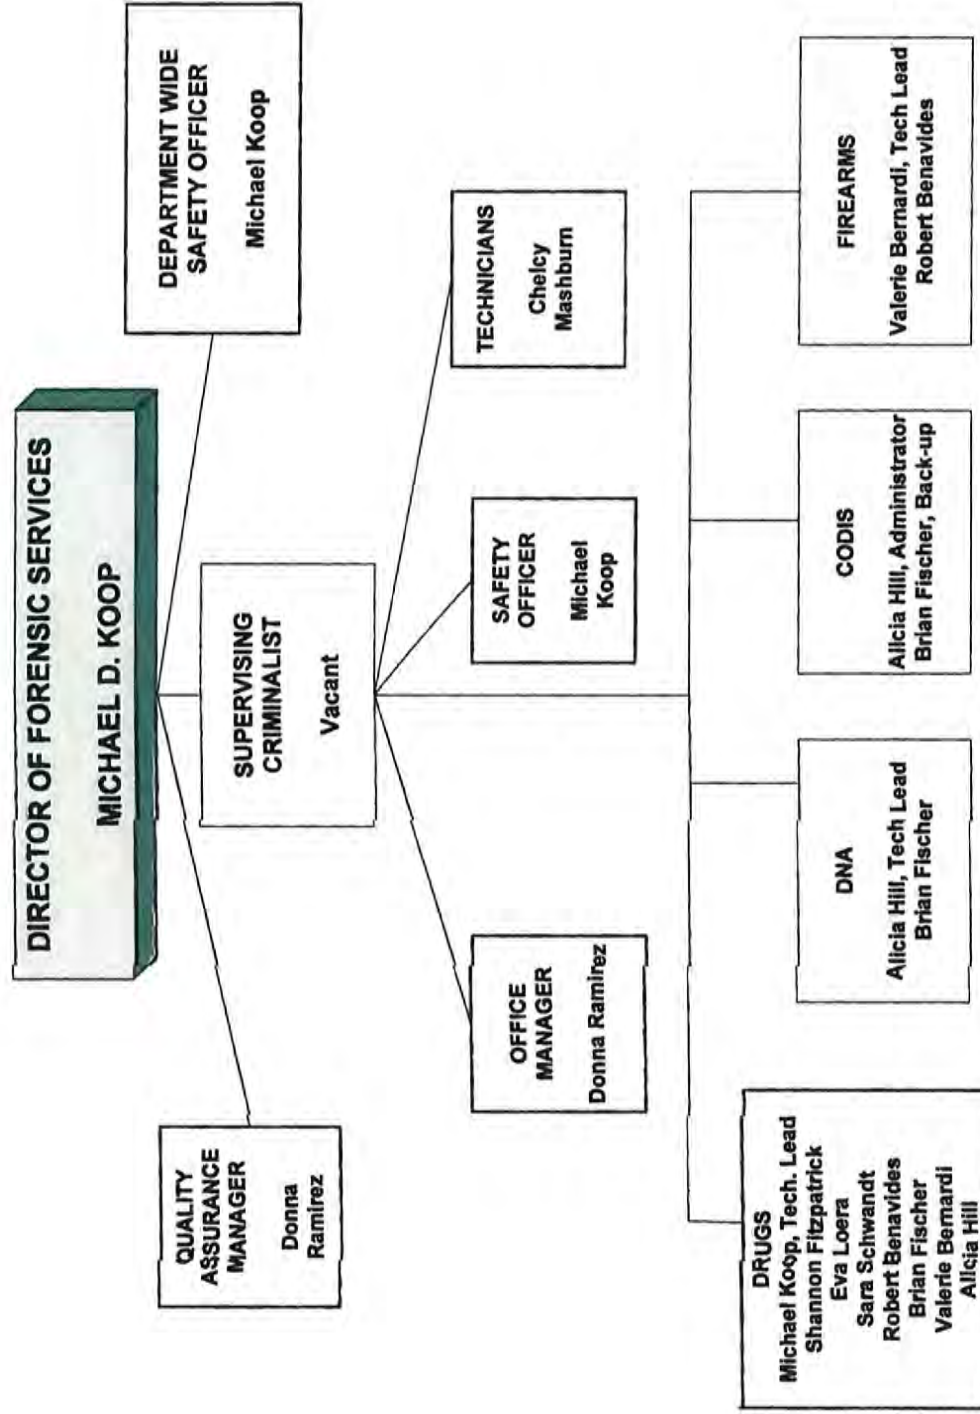 DIRECTOR OF FORENSIC SERVICES
MICHAEL D. KOOP
QUALITY
ASSURANCE
MANAGER
Donna
Ramirez
SUPERVISING
CRIMINALIST
Vacant
DEPARTMENT WIDE
SAFETY OFFICER
Michael Koop
OFFICE
MANAGER
Donna Ramirez
SAFETY
OFFICER
Michael
Koop
TECHNICIANS
Chelcy
Mashburn
DRUGS
Michael Koop, Tech. Lead
Shannon Fitzpatrick
Eva Loera
Sara Schwandt
Robert Benavides
Brian Fischer
Valerie Bernardi
Alicia Hill
DNA
Alicia Hill, Tech Lead
Brian Fischer
CODIS
Alicia Hill, Administrator
Brian Fischer, Back-up
FIREARMS
Valerie Bernardi, Tech Lead
Robert Benavides